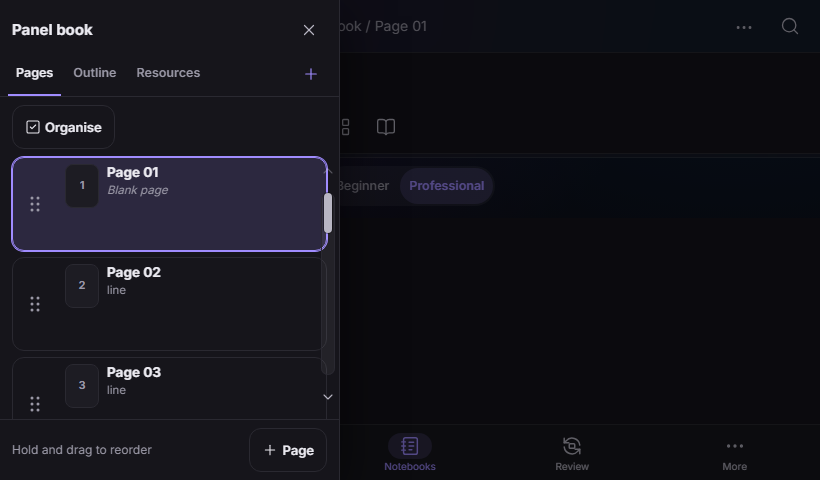 Panel book
ook / Page 01
Pages Outline Resources
Organise
Beginner Professional
1 Page 01
Blank page
2 Page 02
line
3 Page 03
line
Hold and drag to reorder
Page
Notebooks Review More